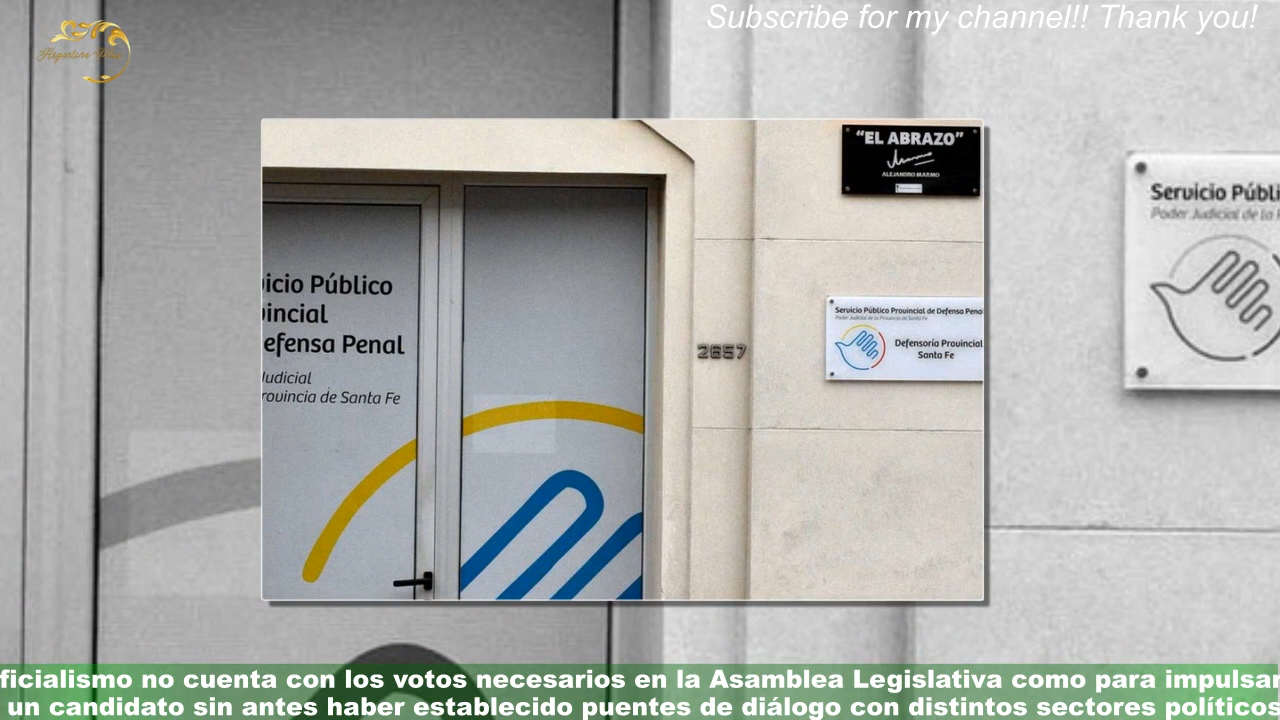 Subscribe for my channel!! Thank you!
"EL ABRAZO"
ALEJANDRO MARMO
icio Público
incial
efensa Penal
Judicial
rovincia de Santa Fe
2657
Servicio Público Provincial de Defensa Penal
Poder Judicial de la Provincia de Santa Fe
Defensoría Provincial
Santa Fe
Servicio Públi
Poder Judicial de la
ficialismo no cuenta con los votos necesarios en la Asamblea Legislativa como para impulsar
un candidato sin antes haber establecido puentes de diálogo con distintos sectores políticos